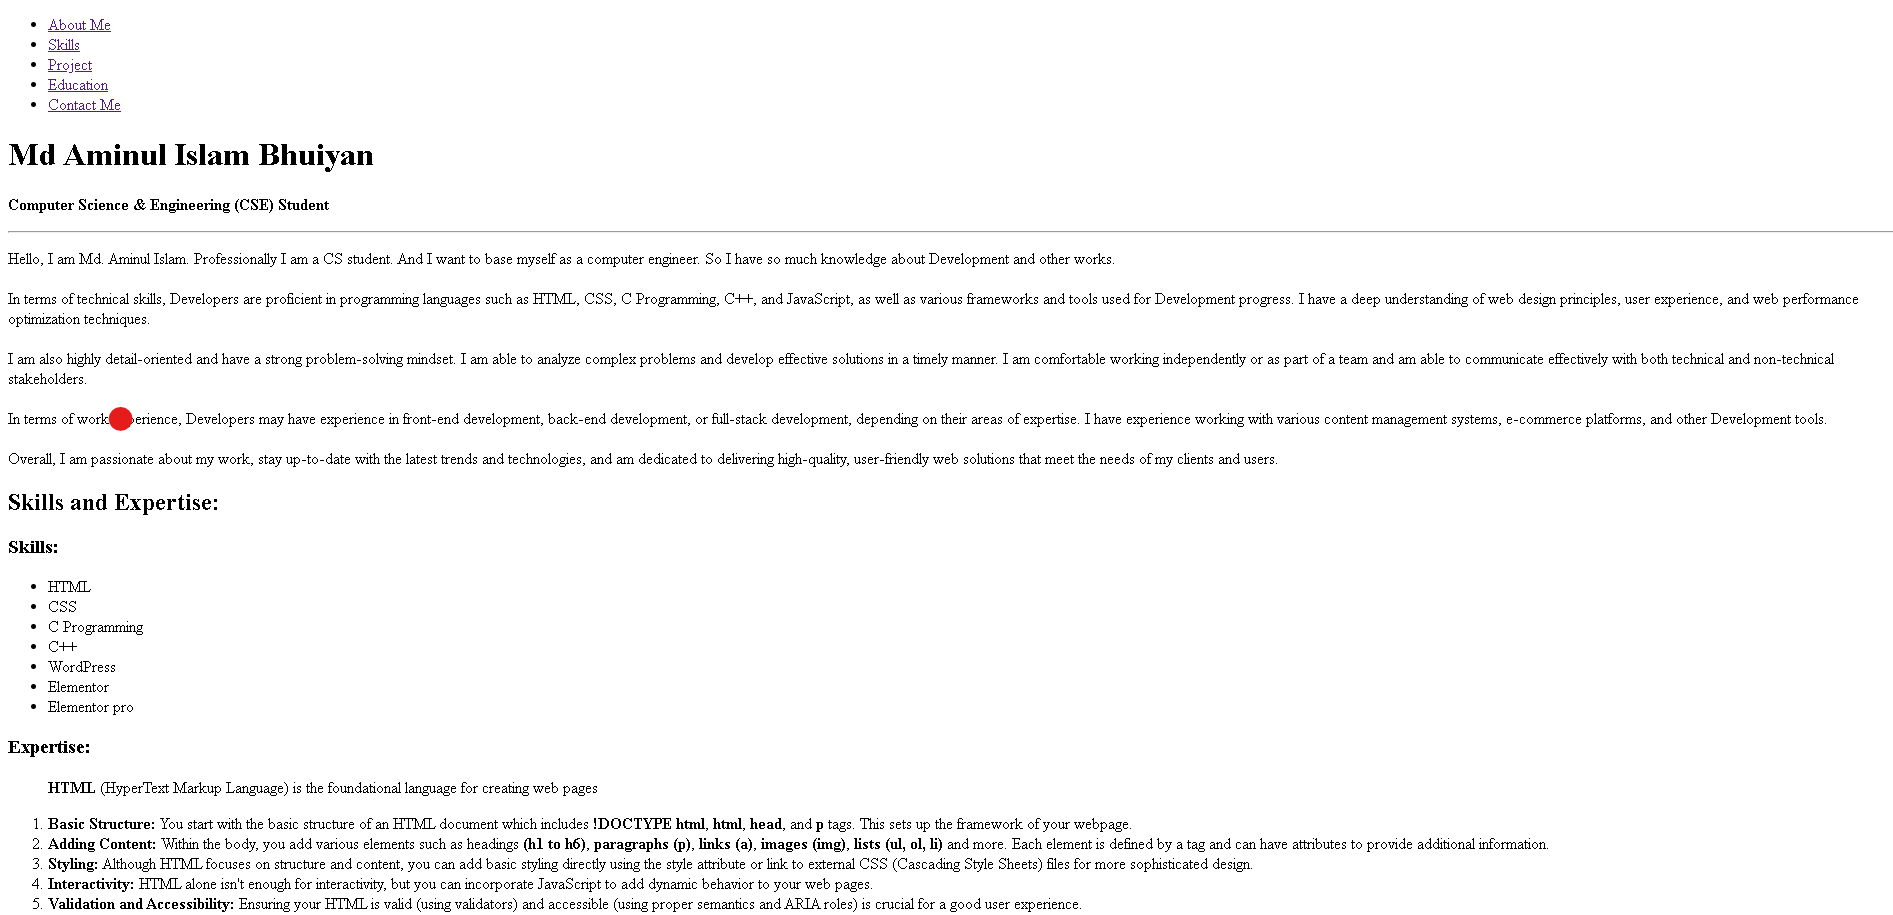 About Me
Skills
Project
Education
Contact Me
Md Aminul Islam Bhuiyan
Computer Science & Engineering (CSE) Student
Hello, I am Md. Aminul Islam. Professionally I am a CS student. And I want to base myself as a computer engineer. So I have so much knowledge about Development and other works.
In terms of technical skills, Developers are proficient in programming languages such as HTML, CSS, C Programming, C++, and JavaScript, as well as various frameworks and tools used for Development progress. I have a deep understanding of web design principles, user experience, and web performance
optimization techniques.
I am also highly detail-oriented and have a strong problem-solving mindset. I am able to analyze complex problems and develop effective solutions in a timely manner. I am comfortable working independently or as part of a team and am able to communicate effectively with both technical and non-technical
stakeholders.
In terms of work erience, Developers may have experience in front-end development, back-end development, or full-stack development, depending on their areas of expertise. I have experience working with various content management systems, e-commerce platforms, and other Development tools.
Overall, I am passionate about my work, stay up-to-date with the latest trends and technologies, and am dedicated to delivering high-quality, user-friendly web solutions that meet the needs of my clients and users.
Skills and Expertise:
Skills:
HTML
CSS
C Programming
C++
WordPress
Elementor
Elementor pro
Expertise:
HTML (HyperText Markup Language) is the foundational language for creating web pages
1. Basic Structure: You start with the basic structure of an HTML document which includes !DOCTYPE html, html, head, and p tags. This sets up the framework of your webpage.
2. Adding Content: Within the body, you add various elements such as headings (h1 to h6), paragraphs (p), links (a), images (img), lists (ul, ol, li) and more. Each element is defined by a tag and can have attributes to provide additional information.
3. Styling: Although HTML focuses on structure and content, you can add basic styling directly using the style attribute or link to external CSS (Cascading Style Sheets) files for more sophisticated design.
4. Interactivity: HTML alone isn't enough for interactivity, but you can incorporate JavaScript to add dynamic behavior to your web pages.
5. Validation and Accessibility: Ensuring your HTML is valid (using validators) and accessible (using proper semantics and ARIA roles) is crucial for a good user experience.